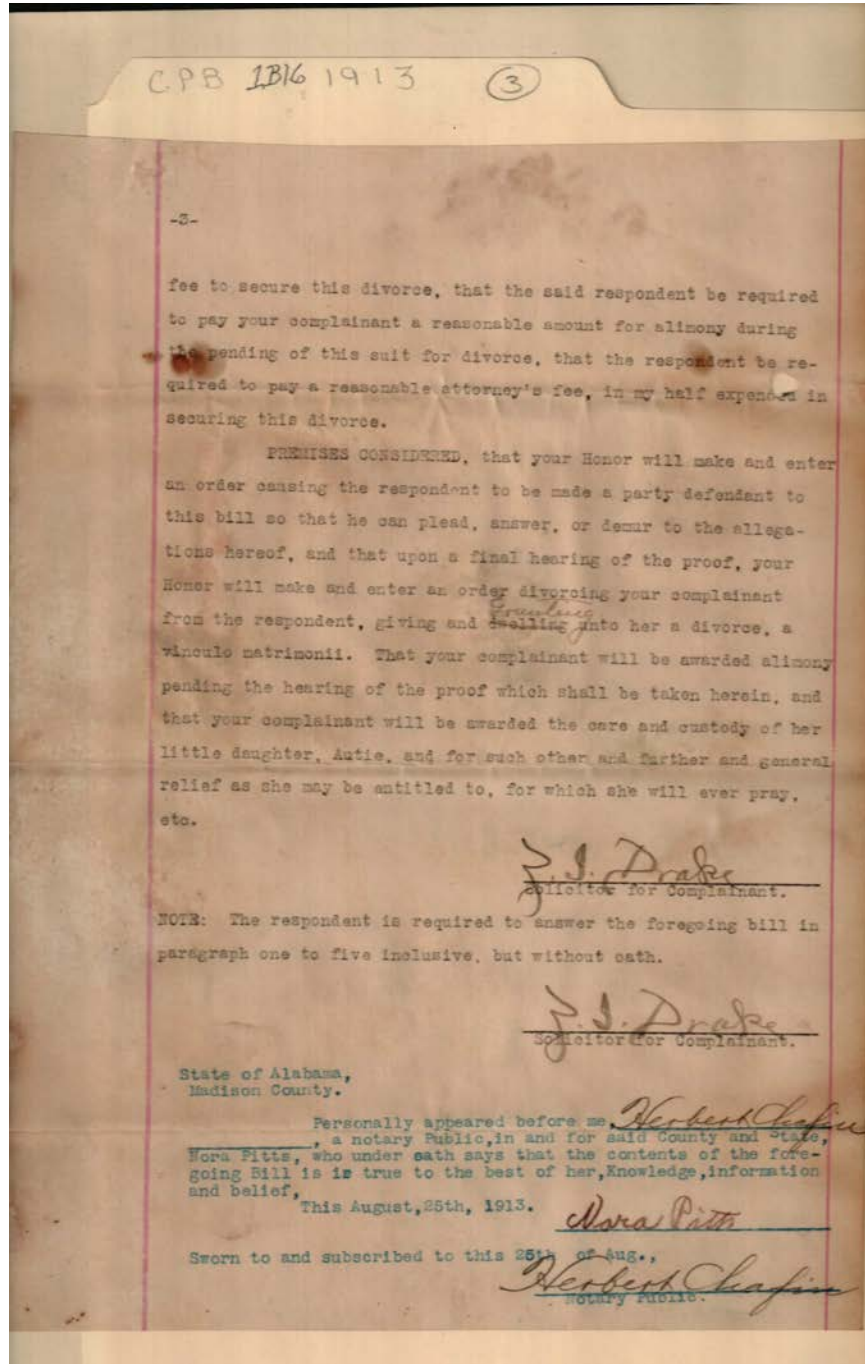 CPB 1B16 1913 3
-3-
fee to secure this divorce, that the said respondent be required
to pay your complainant a reasonable amount for alimony during
the pending of this suit for divorce, that the respondent be re-
quired to pay a reasonable attorney's fee, in my half expended in
securing this divorce.
PREMISES CONSIDERED, that your Honor will make and enter
an order causing the respondent to be made a party defendant to
this bill so that he can plead, answer, or demur to the allega-
tions hereof, and that upon a final hearing of the proof, your
Honor will make and enter an order divorcing your complainant
from the respondent, giving and unto her a divorce, a
vinculo matrimonii. That your complainant will be awarded alimony
pending the hearing of the proof which shall be taken herein, and
that your complainant will be awarded the care and custody of her
little daughter, Autie, and for such other and further and general
relief as she may be antitled to, for which she will ever pray,
etc.
Z.I. Drake
Solicitor for Complainant.
NOTE: The respondent is required to answer the foregoing bill in
paragraph one to five inclusive, but without oath.
Z.I. Drake
Solicitor for Complainant.
State of Alabama,
Madison County.
Personally appeared before me Herbert Chafin
, a notary Public,in and for said County and State,
Nora Pitts, who under oath says that the contents of the fore-
going Bill is is true to the best of her,Knowledge,information
and belief,
This August,25th, 1913.
Nora Pitts
Sworn to and subscribed to this 25th of Aug.,
Herbert Chafin
Notary Public.